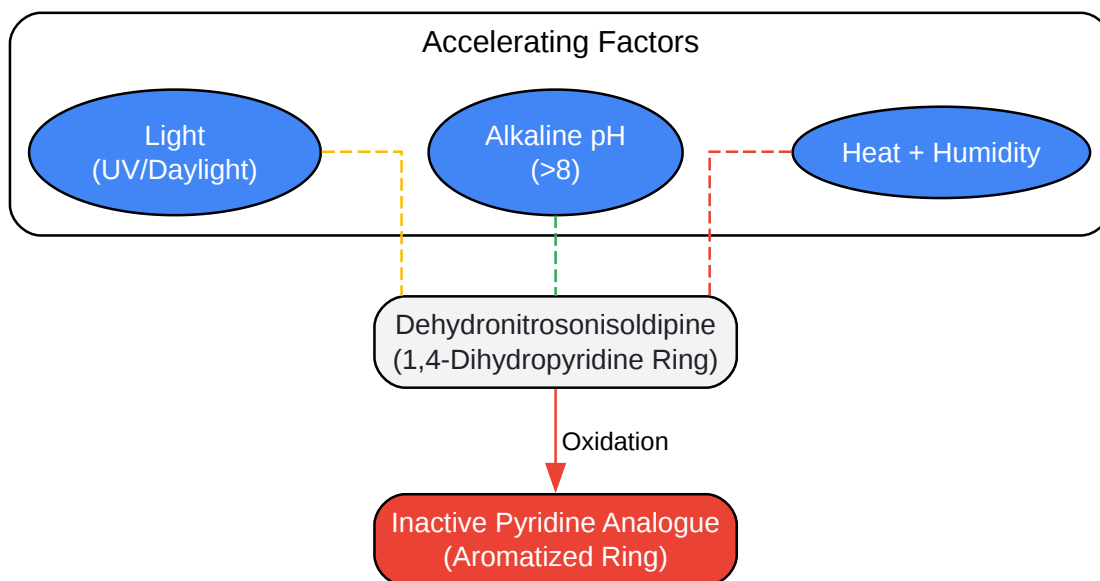 Accelerating Factors
Light
(UV/Daylight)
Alkaline pH
(>8)
Heat + Humidity
Dehydronitrosonisoldipine
(1,4-Dihydropyridine Ring)
Oxidation
Inactive Pyridine Analogue
(Aromatized Ring)